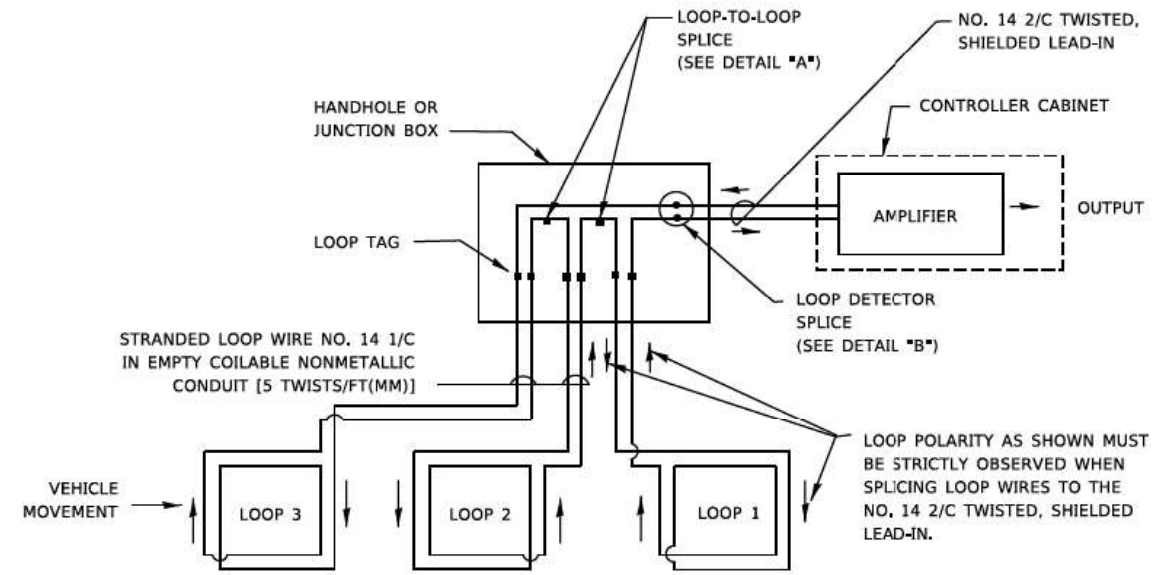 LOOP-TO-LOOP
SPLICE
(SEE DETAIL "A")
NO. 14 2/C TWISTED,
SHIELDED LEAD-IN
HANDHOLE OR
JUNCTION BOX
CONTROLLER CABINET
AMPLIFIER
OUTPUT
LOOP TAG
LOOP DETECTOR
SPLICE
(SEE DETAIL "B")
STRANDED LOOP WIRE NO. 14 1/C
IN EMPTY COILABLE NONMETALLIC
CONDUIT [5 TWISTS/FT(MM)]
LOOP POLARITY AS SHOWN MUST
BE STRICTLY OBSERVED WHEN
SPLICING LOOP WIRES TO THE
NO. 14 2/C TWISTED, SHIELDED
LEAD-IN.
VEHICLE
MOVEMENT
LOOP 3
LOOP 2
LOOP 1